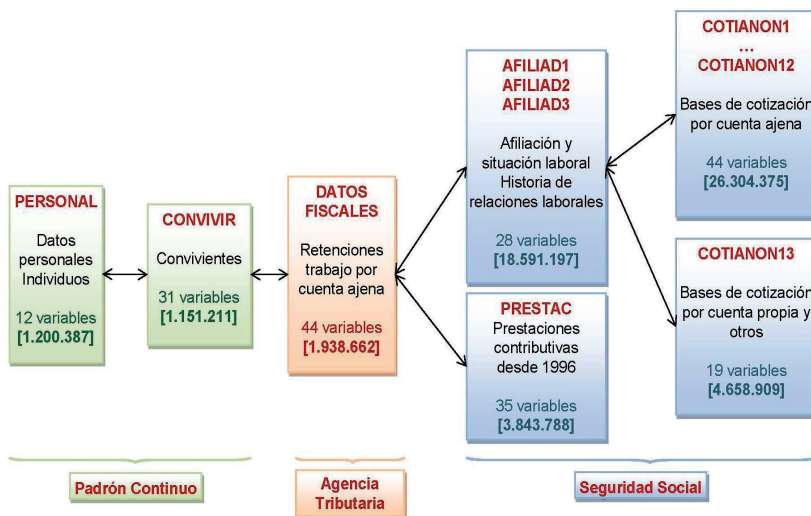 PERSONAL
Datos
personales
Individuos
12 variables
[1.200.387]
CONVIVIR
Convivientes
31 variables
[1.151.211]
DATOS
FISCALES
Retenciones
trabajo por
cuenta ajena
44 variables
[1.938.662]
AFILIAD1
AFILIAD2
AFILIAD3
Afiliación y
situación laboral
Historia de
relaciones laborales
28 variables
[18.591.197]
PRESTAC
Prestaciones
contributivas
desde 1996
35 variables
[3.843.788]
COTIANON1
...
COTIANON12
Bases de cotización
por cuenta ajena
44 variables
[26.304.375]
COTIANON13
Bases de cotización
por cuenta propia y
otros
19 variables
[4.658.909]
Padrón Continuo
Agencia
Tributaria
Seguridad Social